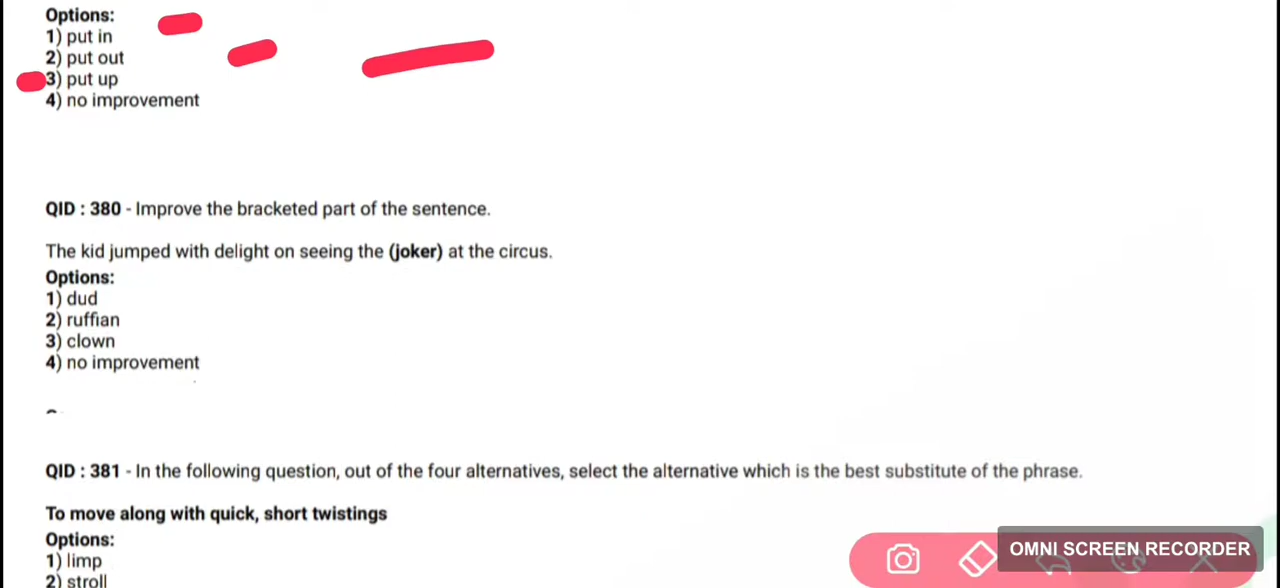 Options:
1) put in
2) put out
3) put up
4) no improvement
QID : 380 - Improve the bracketed part of the sentence.
The kid jumped with delight on seeing the (joker) at the circus.
Options:
1) dud
2) ruffian
3) clown
4) no improvement
QID : 381 - In the following question, out of the four alternatives, select the alternative which is the best substitute of the phrase.
To move along with quick, short twistings
Options:
1) limp
2) stroll
OMNI SCREEN RECORDER